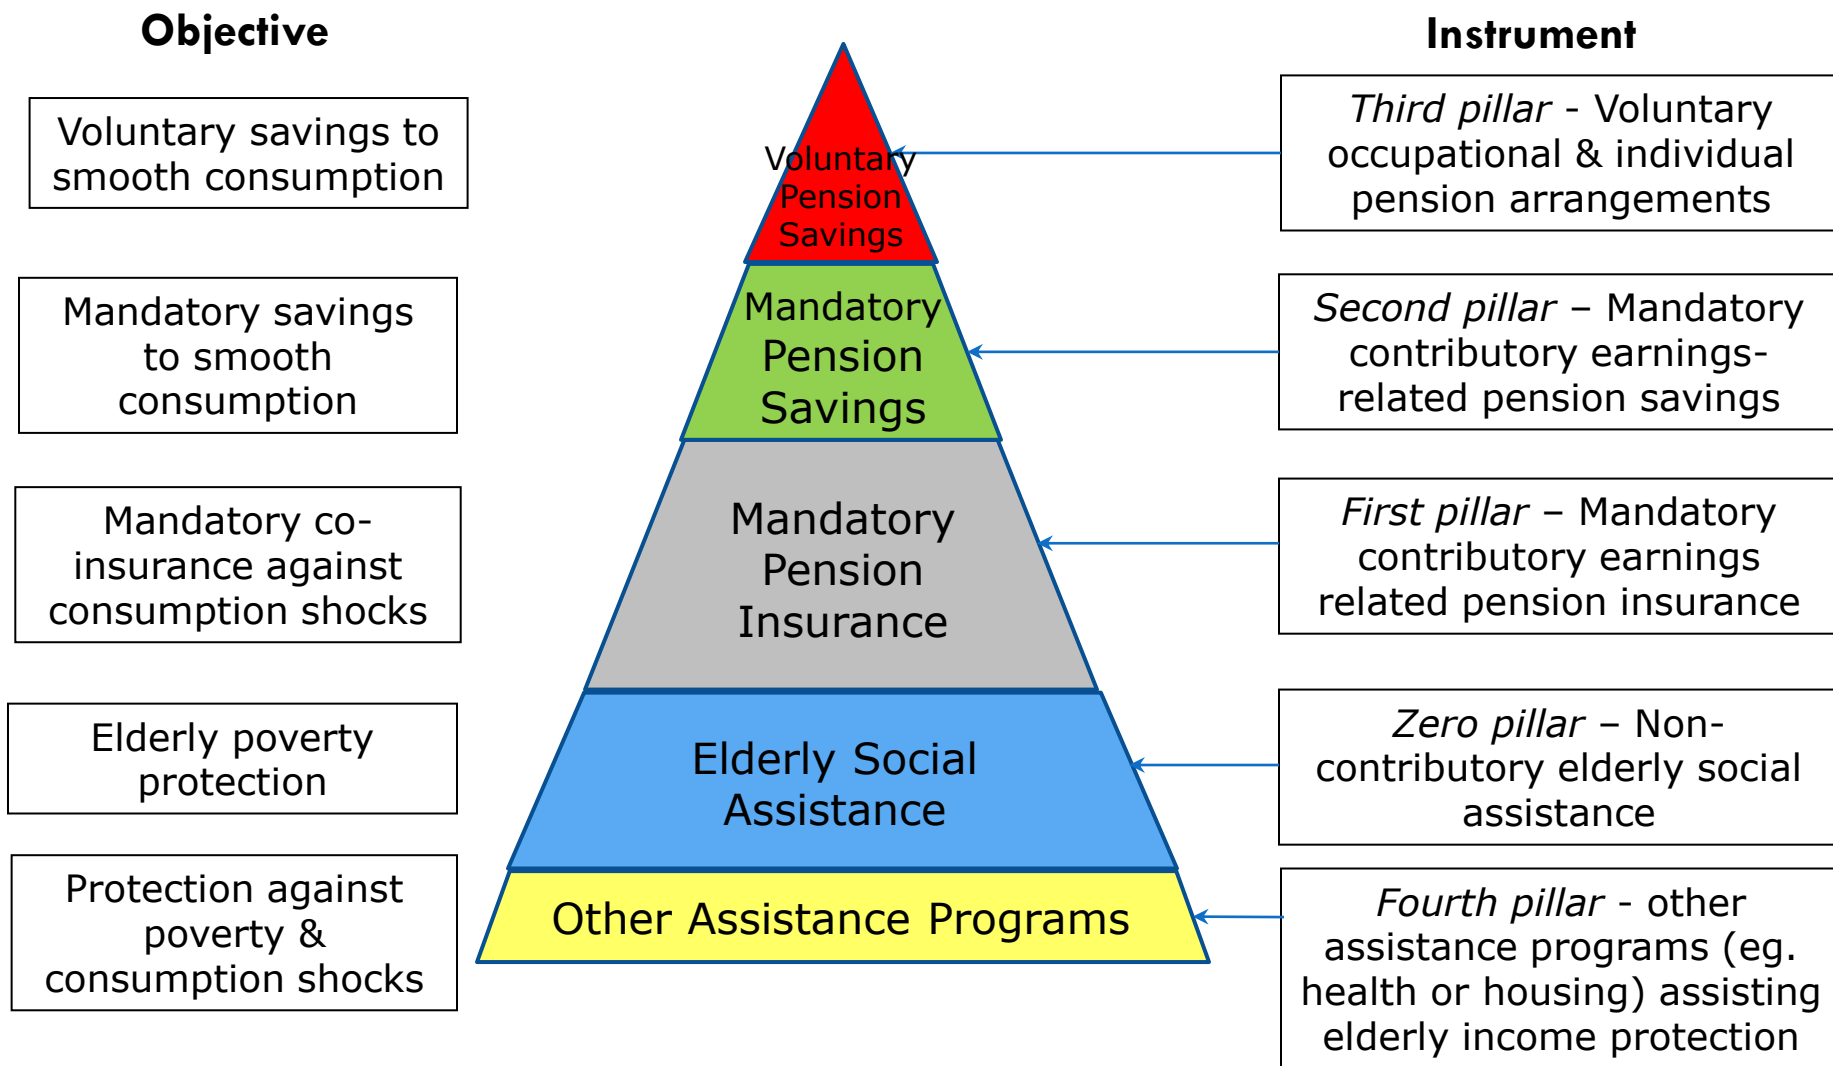 Objective
Instrument
Voluntary savings to
smooth consumption
Voluntary
Pension
Savings
Third pillar - Voluntary
occupational & individual
pension arrangements
Mandatory savings
to smooth
consumption
Mandatory
Pension
Savings
Second pillar – Mandatory
contributory earnings-
related pension savings
Mandatory co-
insurance against
consumption shocks
Mandatory
Pension
Insurance
First pillar – Mandatory
contributory earnings
related pension insurance
Elderly poverty
protection
Elderly Social
Assistance
Zero pillar – Non-
contributory elderly social
assistance
Protection against
poverty &
consumption shocks
Other Assistance Programs
Fourth pillar - other
assistance programs (eg.
health or housing) assisting
elderly income protection